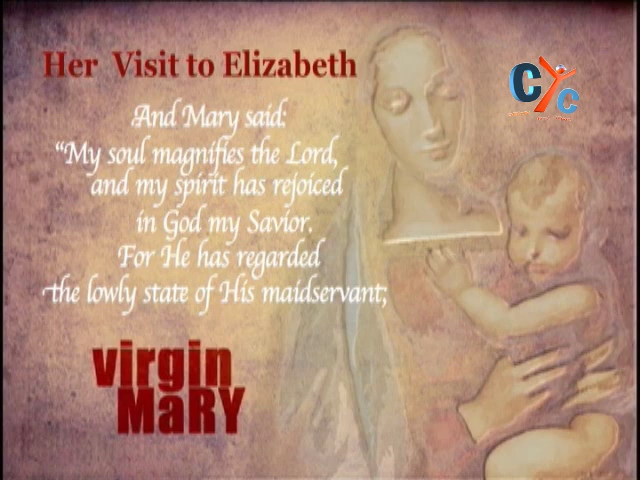 Her Visit to Elizabeth
And Mary said:
“My soul magnifies the Lord,
and my spirit has rejoiced
in God my Savior.
For He has regarded
the lowly state of His maidservant;
virgin
MaRY
CYC